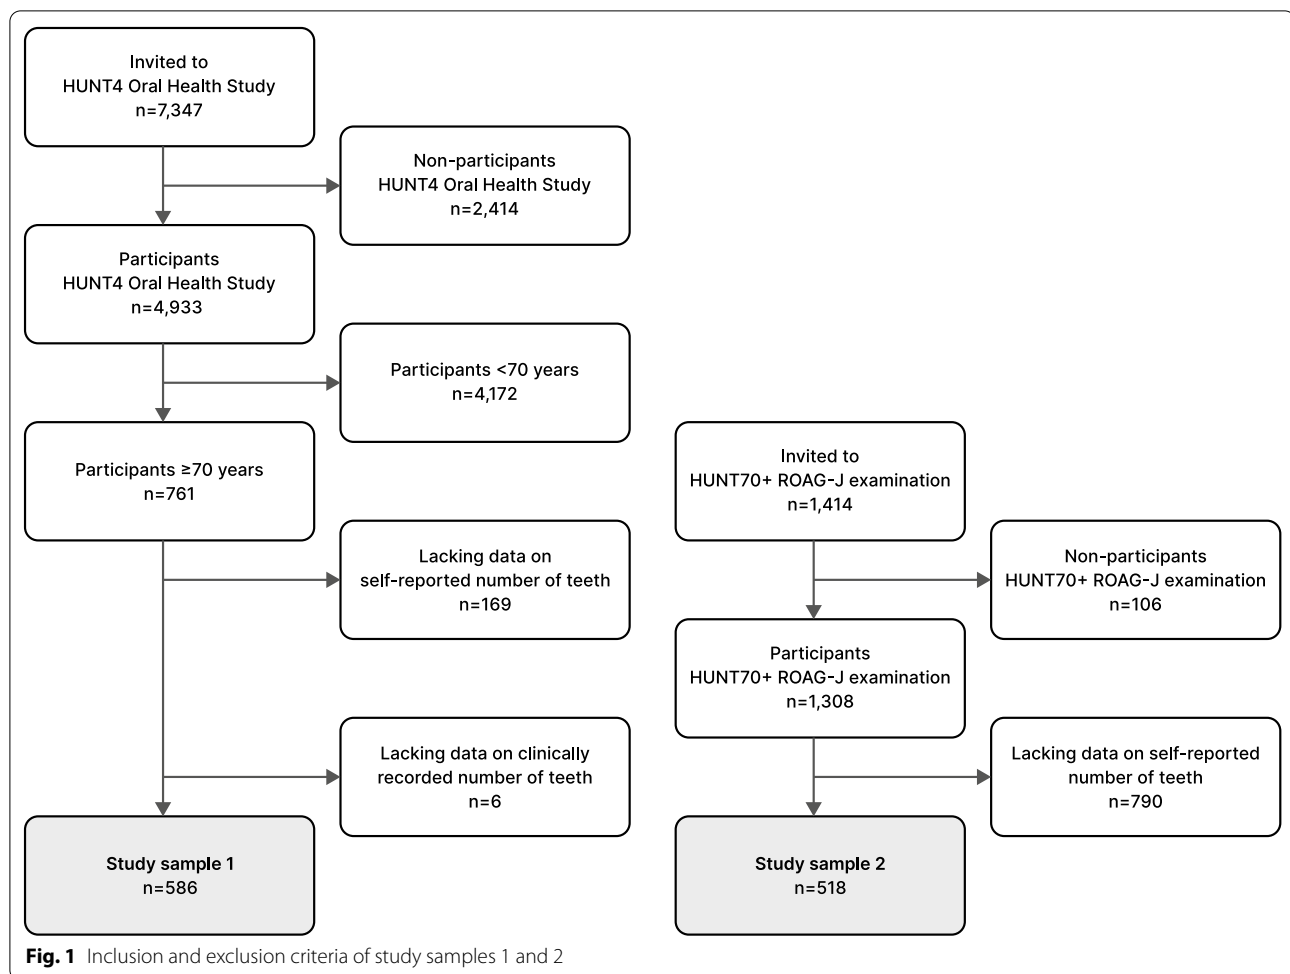 Invited to
HUNT4 Oral Health Study
n=7,347
Non-participants
HUNT4 Oral Health Study
n=2,414
Participants
HUNT4 Oral Health Study
n=4,933
Participants <70 years
n=4,172
Participants ≥70 years
n=761
Lacking data on
self-reported number of teeth
n=169
Lacking data on clinically
recorded number of teeth
n=6
Study sample 1
n=586
Invited to
HUNT70+ ROAG-J examination
n=1,414
Non-participants
HUNT70+ ROAG-J examination
n=106
Participants
HUNT70+ ROAG-J examination
n=1,308
Lacking data on self-reported
number of teeth
n=790
Study sample 2
n=518
Fig. 1 Inclusion and exclusion criteria of study samples 1 and 2